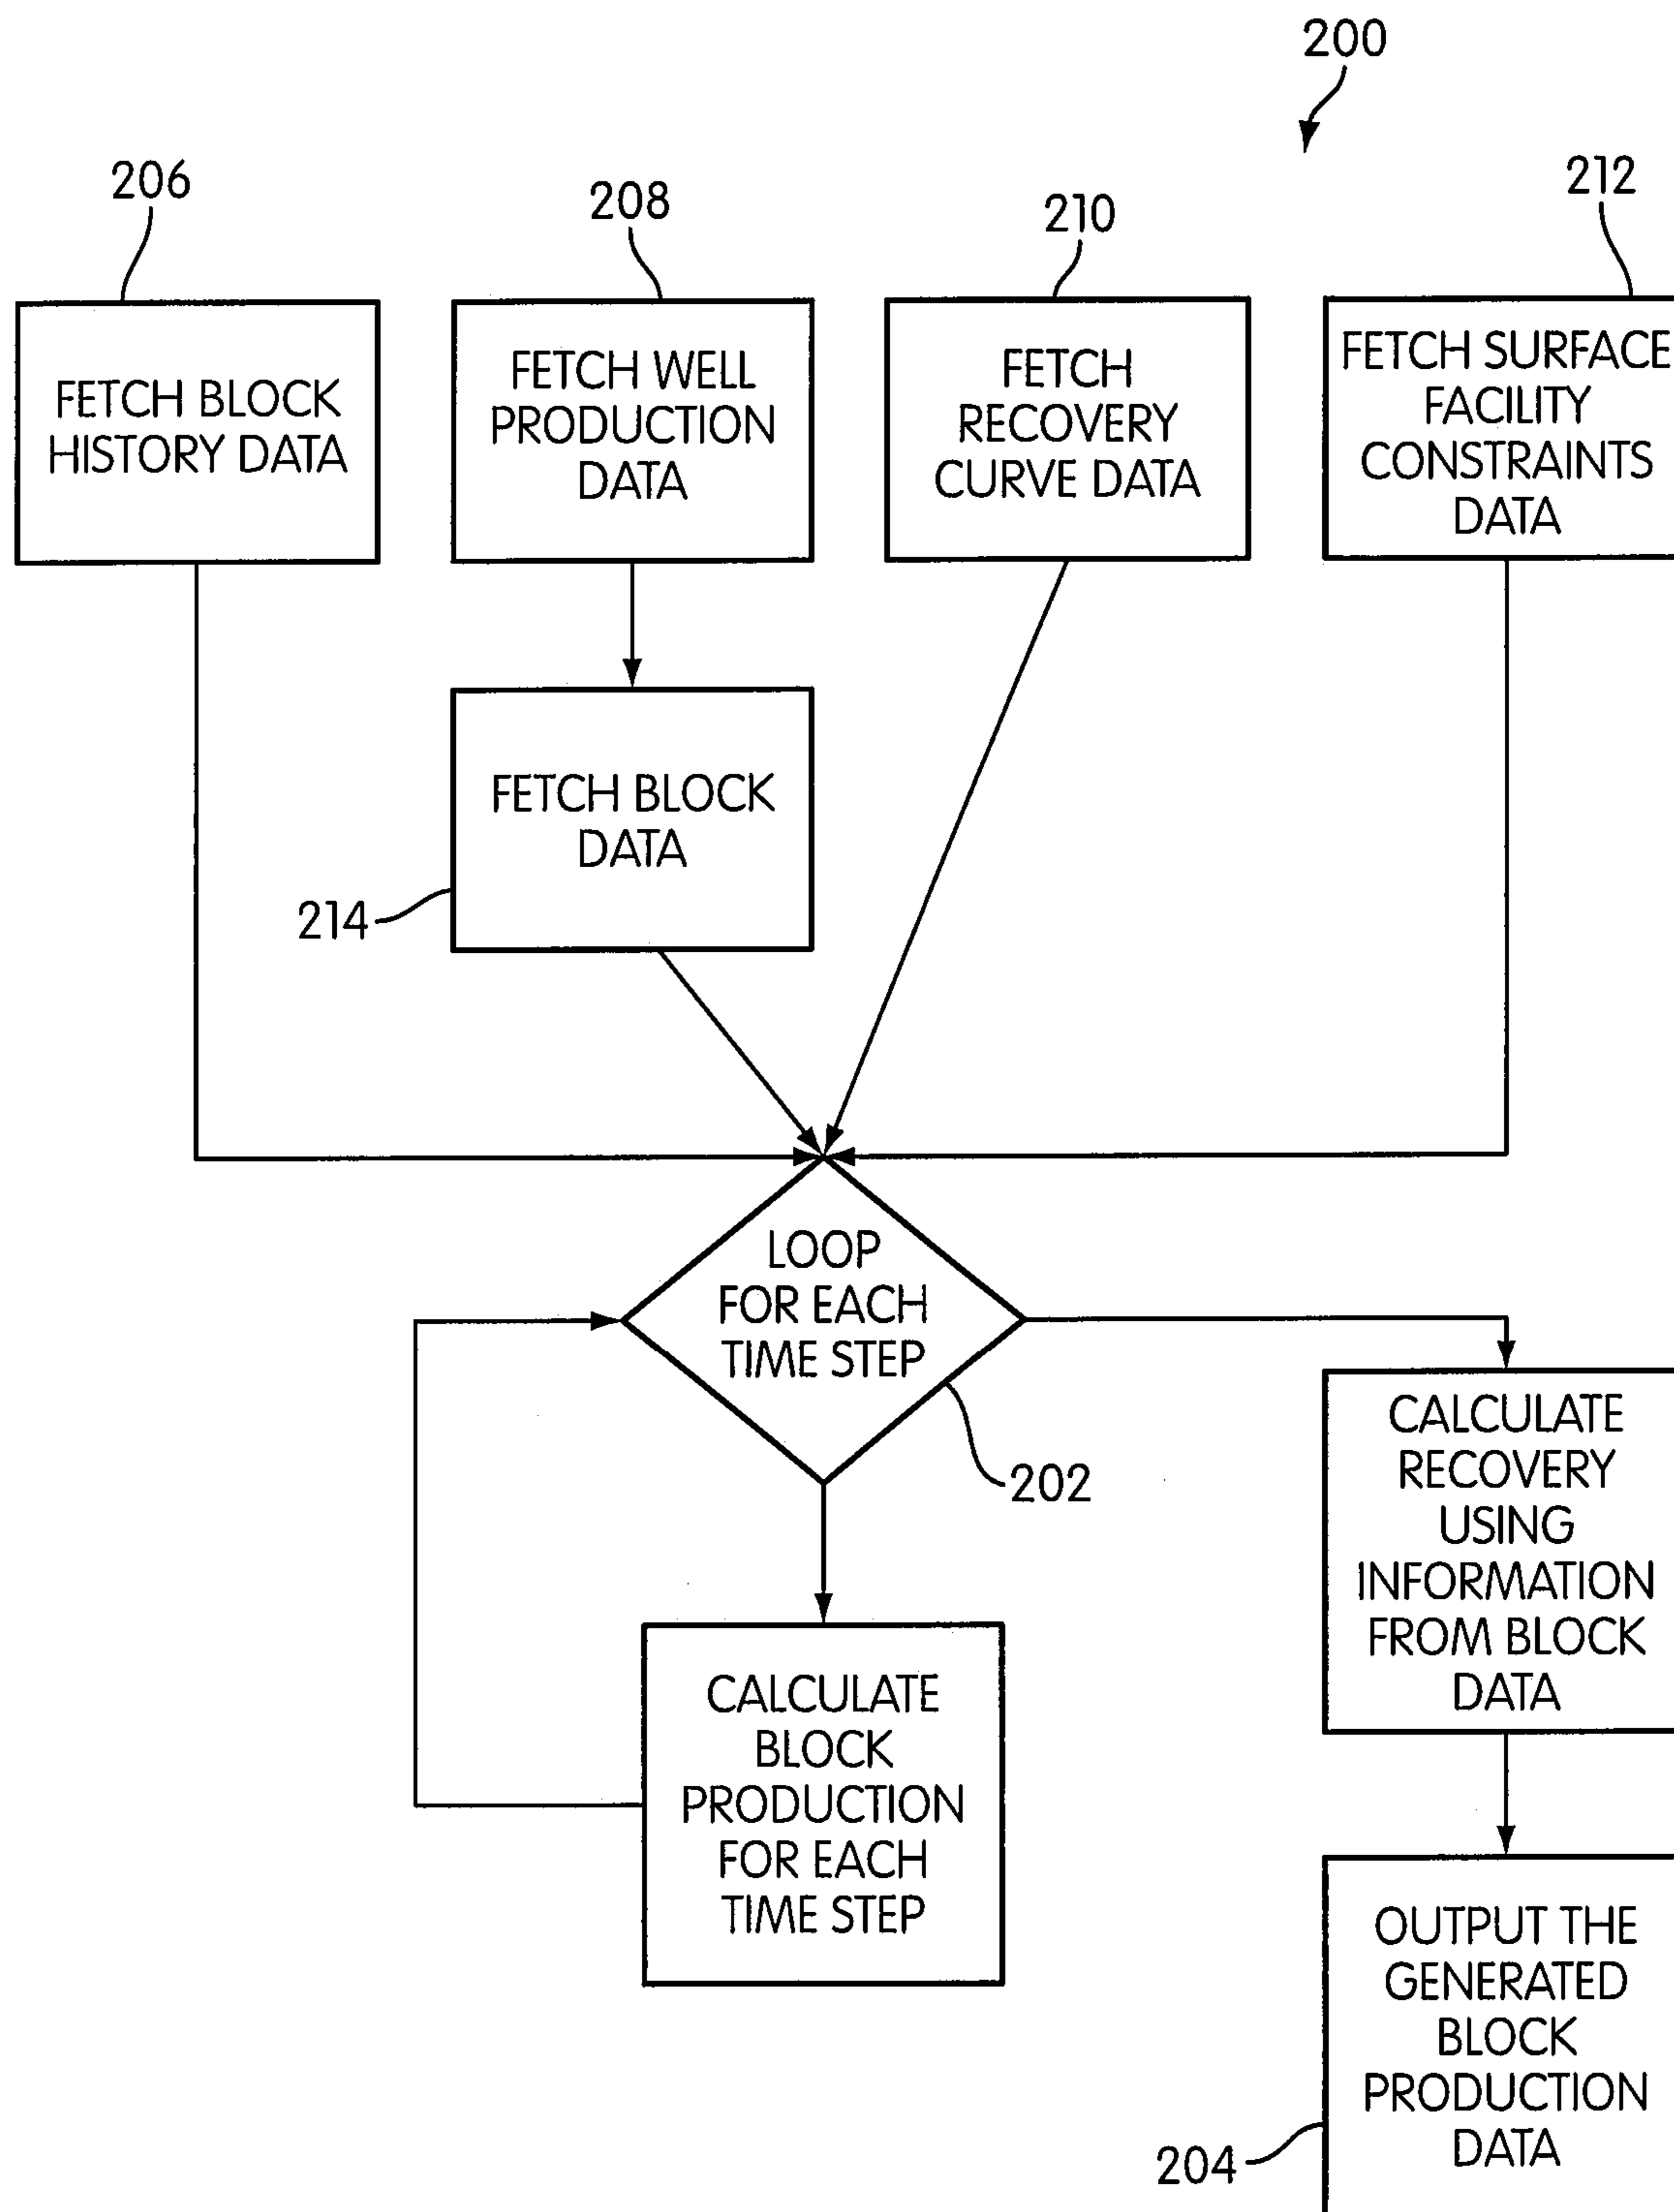 200
206
208
210
212
FETCH BLOCK
HISTORY DATA
FETCH WELL
PRODUCTION
DATA
FETCH
RECOVERY
CURVE DATA
FETCH SURFACE
FACILITY
CONSTRAINTS
DATA
FETCH BLOCK
DATA
214
LOOP
FOR EACH
TIME STEP
202
CALCULATE
BLOCK
PRODUCTION
FOR EACH
TIME STEP
CALCULATE
RECOVERY
USING
INFORMATION
FROM BLOCK
DATA
OUTPUT THE
GENERATED
BLOCK
PRODUCTION
DATA
204